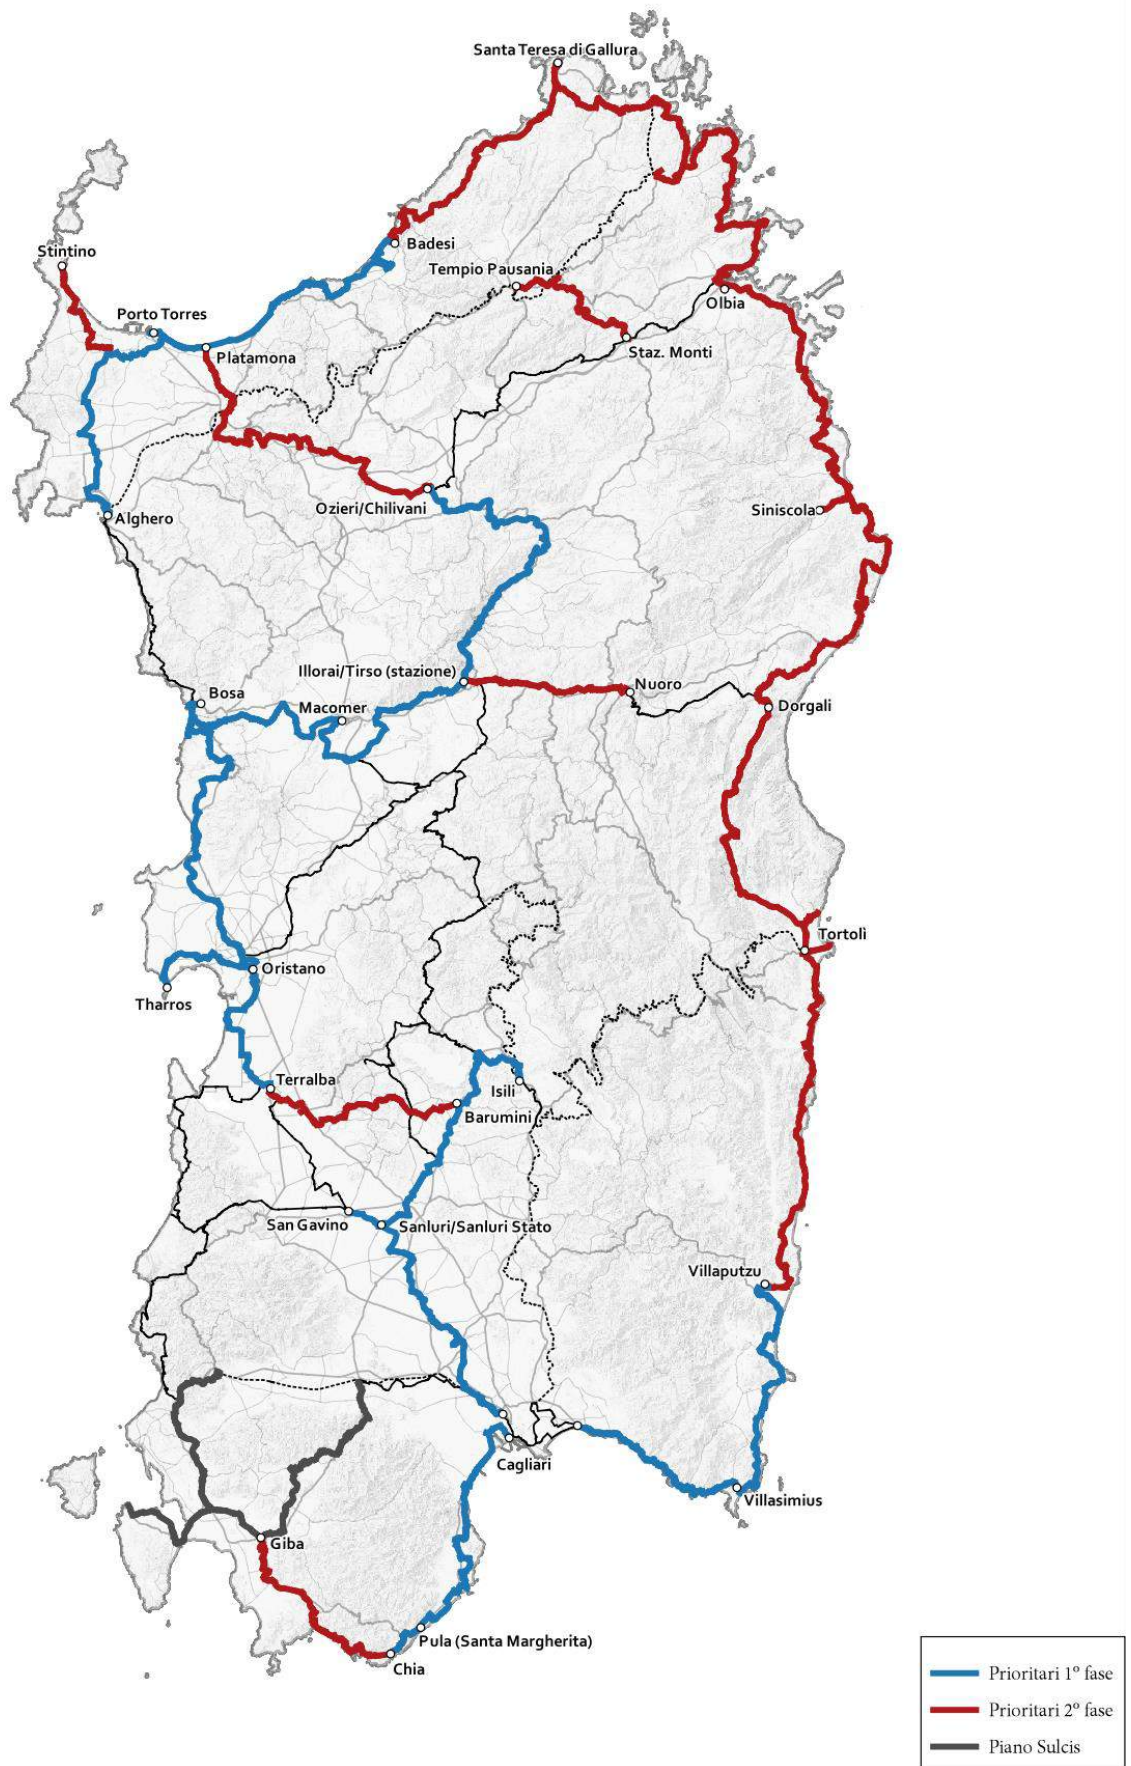 Santa Teresa di Gallura
Badesi
Stintino
Tempio Pausania
Olbia
Porto Torres
Platamona
Staz. Monti
Ozieri/Chilivani
Siniscola
Alghero
Illorai/Tirso (stazione)
Nuoro
Bosa
Macomer
Dorgali
Tortolì
Oristano
Tharros
Terralba
Isili
Barumini
San Gavino
Sanluri/Sanluri Stato
Villaputzu
Cagliari
Villasimius
Giba
Pula (Santa Margherita)
Chia
Prioritari 1° fase
Prioritari 2° fase
Piano Sulcis